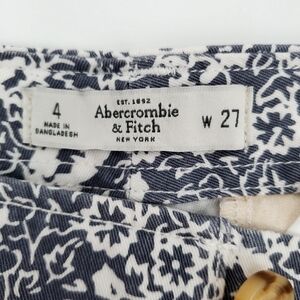 4
MADE IN
BANGLADESH
EST. 1892
Abercrombie
& Fitch
NEW YORK
W 27